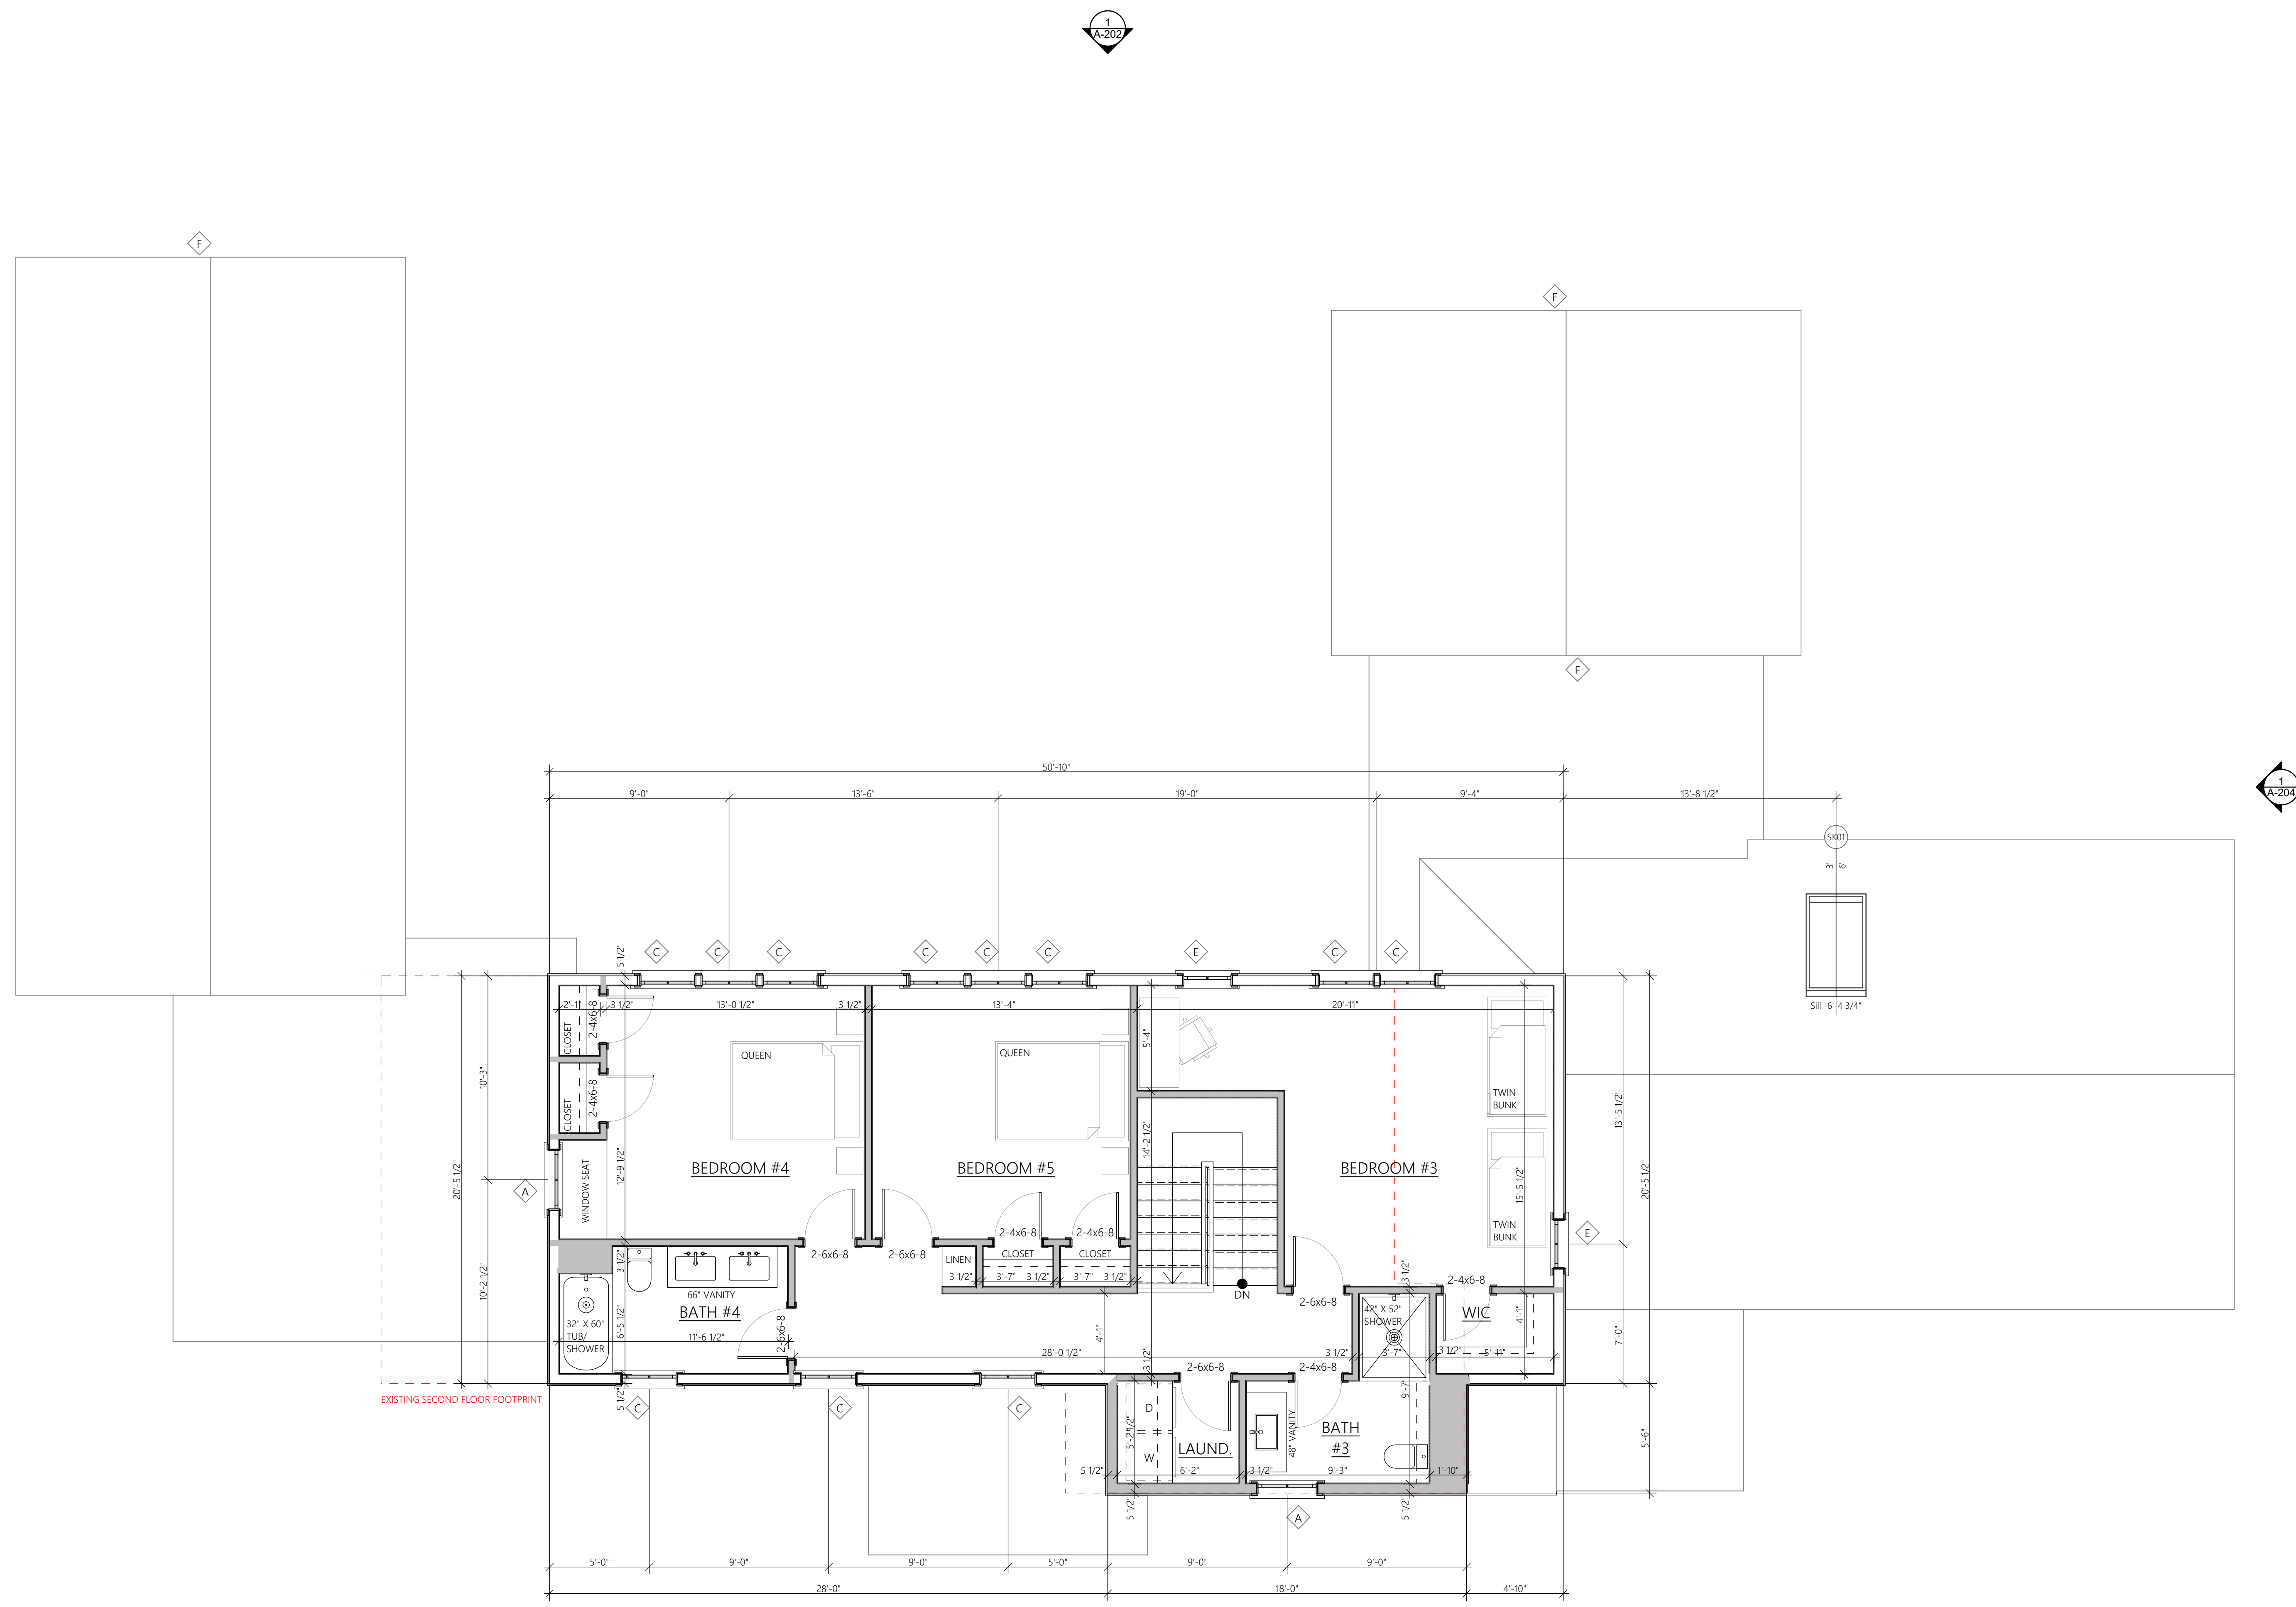 1
A-202
F
F
F
50'-10"
9'-0"
13'-6"
19'-0"
9'-4"
13'-8 1/2"
1
A-204
SK01
3'
6'
Sill -6'-4 3/4"
C
C
C
C
C
C
E
C
C
5 1/2"
2'-1"
3 1/2"
13'-0 1/2"
3 1/2"
13'-4"
20'-11"
CLOSET
2-4x6-8
QUEEN
QUEEN
5'-4"
CLOSET
2-4x6-8
TWIN
BUNK
10'-3"
13'-5 1/2"
20'-5 1/2"
12'-9 1/2"
WINDOW SEAT
14'-2 1/2"
15'-5 1/2"
20'-5 1/2"
A
BEDROOM #4
BEDROOM #5
BEDROOM #3
TWIN
BUNK
E
2-6x6-8
2-6x6-8
2-4x6-8
2-4x6-8
LINEN
CLOSET
CLOSET
3 1/2"
3'-7"
3 1/2"
3'-7"
3 1/2"
3 1/2"
3 1/2"
2-4x6-8
10'-2 1/2"
66" VANITY
BATH #4
DN
2-6x6-8
42" X 52"
SHOWER
WIC
4'-1"
32" X 60"
TUB/
SHOWER
6'-5 1/2"
11'-6 1/2"
2-6x6-8
4'-1"
7'-0"
28'-0 1/2"
3 1/2"
3'-7"
3 1/2"
5'-11"
3 1/2"
2-6x6-8
2-4x6-8
9'-7"
EXISTING SECOND FLOOR FOOTPRINT
5 1/2"
C
C
C
D
5'-2 1/2"
W
LAUND.
48" VANITY
BATH
#3
5'-6"
5 1/2"
6'-2"
3 1/2"
9'-3"
1'-10"
5 1/2"
5 1/2"
A
5'-0"
9'-0"
9'-0"
5'-0"
9'-0"
9'-0"
28'-0"
18'-0"
4'-10"